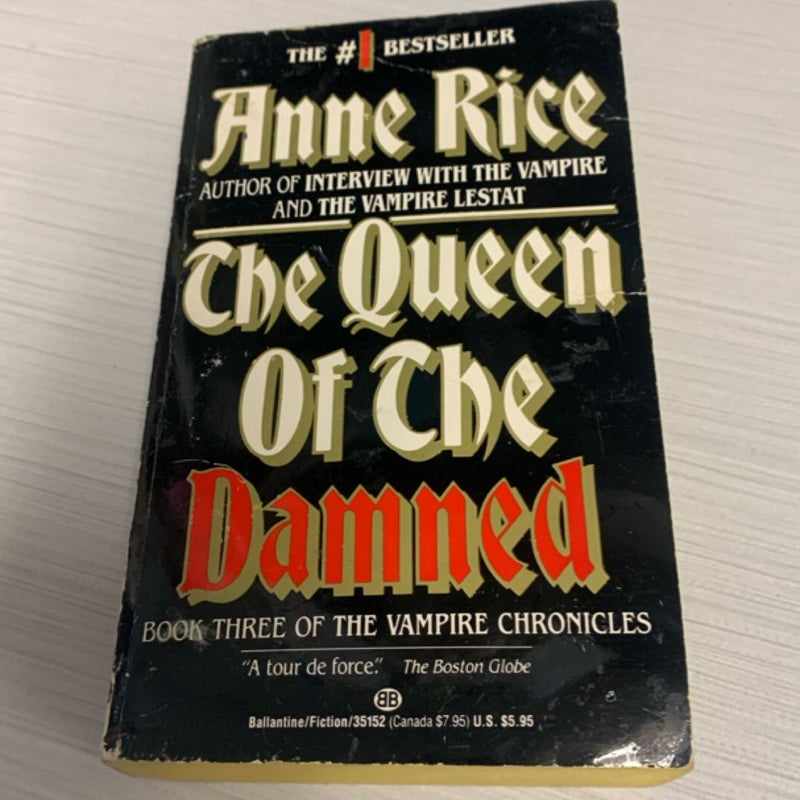 THE #1 BESTSELLER
Anne Rice
AUTHOR OF INTERVIEW WITH THE VAMPIRE
AND THE VAMPIRE LESTAT
The Queen
Of The
Damned
BOOK THREE OF THE VAMPIRE CHRONICLES
"A tour de force." The Boston Globe
BB
Ballantine/Fiction/35152 (Canada $7.95) U.S. $5.95